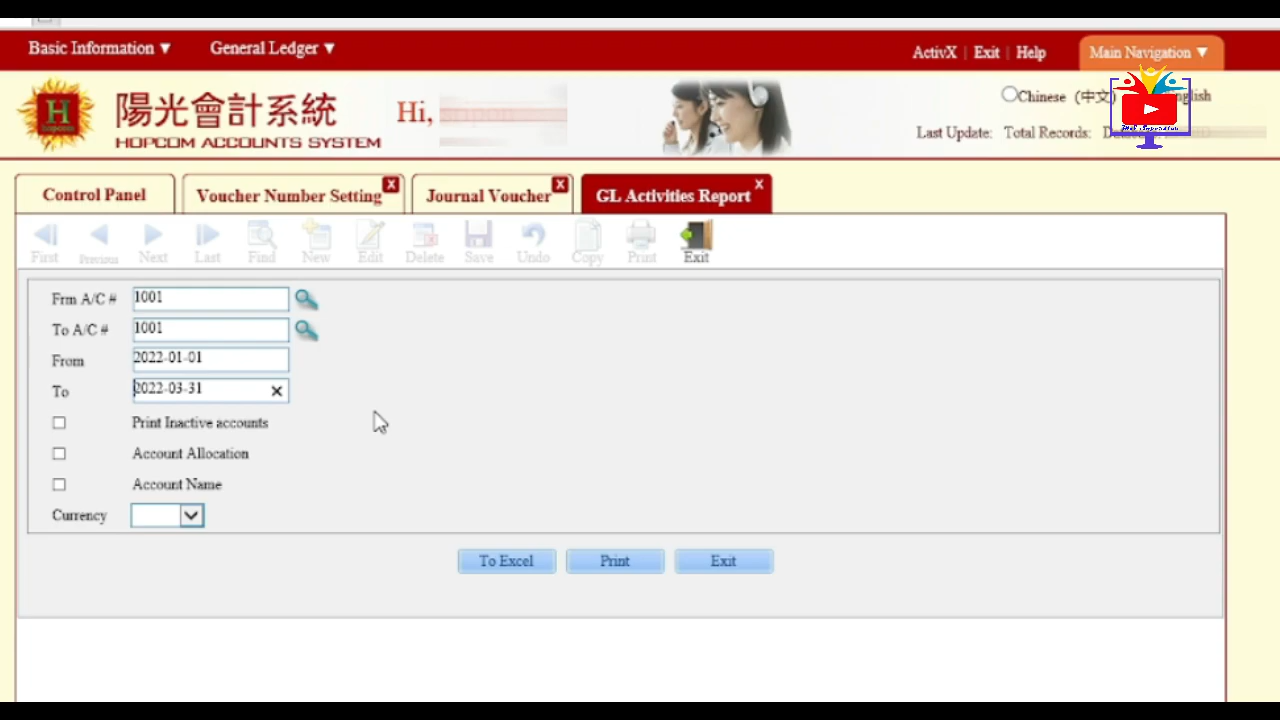 Basic Information ▼ General Ledger ▼ ActivX | Exit | Help Main Navigation ▼
陽光會計系統
HOPCOM ACCOUNTS SYSTEM
H
Hi,
Chinese (中文) English
Last Update: Total Records:
Control Panel
Voucher Number Setting X
Journal Voucher X
GL Activities Report X
First Previous Next Last Find New Edit Delete Save Undo Copy Print Exit
Frm A/C # 1001
To A/C # 1001
From 2022-01-01
To 2022-03-31
Print Inactive accounts
Account Allocation
Account Name
Currency
To Excel Print Exit